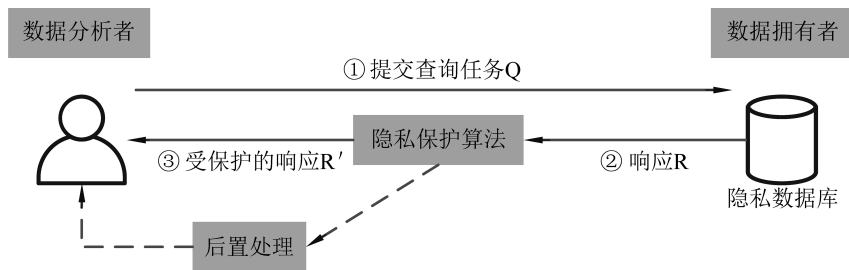 数据分析者
数据拥有者
① 提交查询任务Q
隐私保护算法
③ 受保护的响应R′
② 响应R
隐私数据库
后置处理